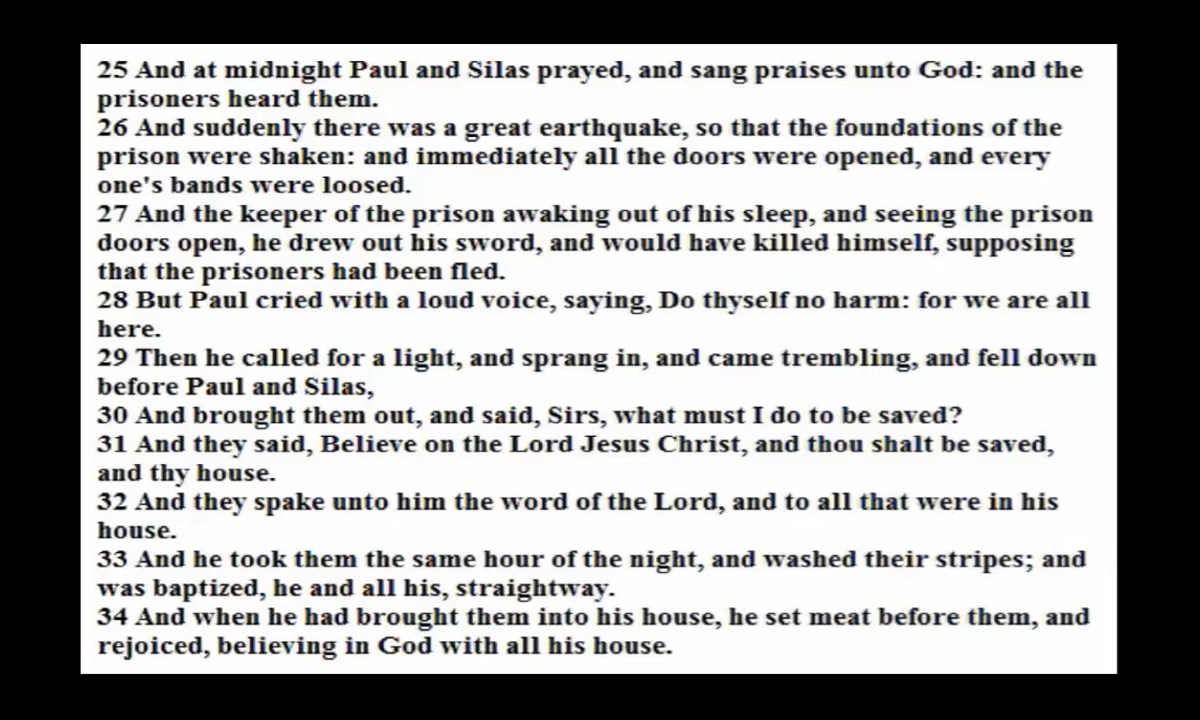 25 And at midnight Paul and Silas prayed, and sang praises unto God: and the
prisoners heard them.
26 And suddenly there was a great earthquake, so that the foundations of the
prison were shaken: and immediately all the doors were opened, and every
one's bands were loosed.
27 And the keeper of the prison awaking out of his sleep, and seeing the prison
doors open, he drew out his sword, and would have killed himself, supposing
that the prisoners had been fled.
28 But Paul cried with a loud voice, saying, Do thyself no harm: for we are all
here.
29 Then he called for a light, and sprang in, and came trembling, and fell down
before Paul and Silas,
30 And brought them out, and said, Sirs, what must I do to be saved?
31 And they said, Believe on the Lord Jesus Christ, and thou shalt be saved,
and thy house.
32 And they spake unto him the word of the Lord, and to all that were in his
house.
33 And he took them the same hour of the night, and washed their stripes; and
was baptized, he and all his, straightway.
34 And when he had brought them into his house, he set meat before them, and
rejoiced, believing in God with all his house.